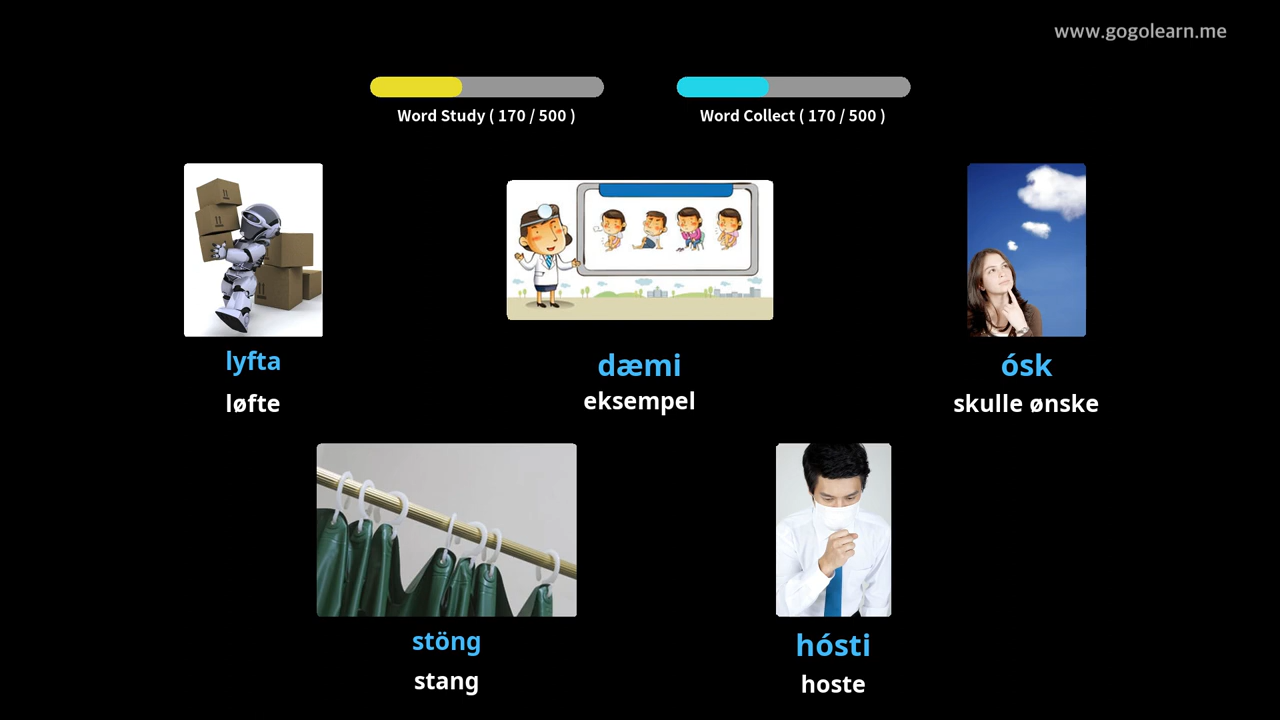 www.gogolearn.me
Word Study ( 170 / 500 )
Word Collect ( 170 / 500 )
lyfta
løfte
dæmi
eksempel
ósk
skulle ønske
stöng
stang
hósti
hoste